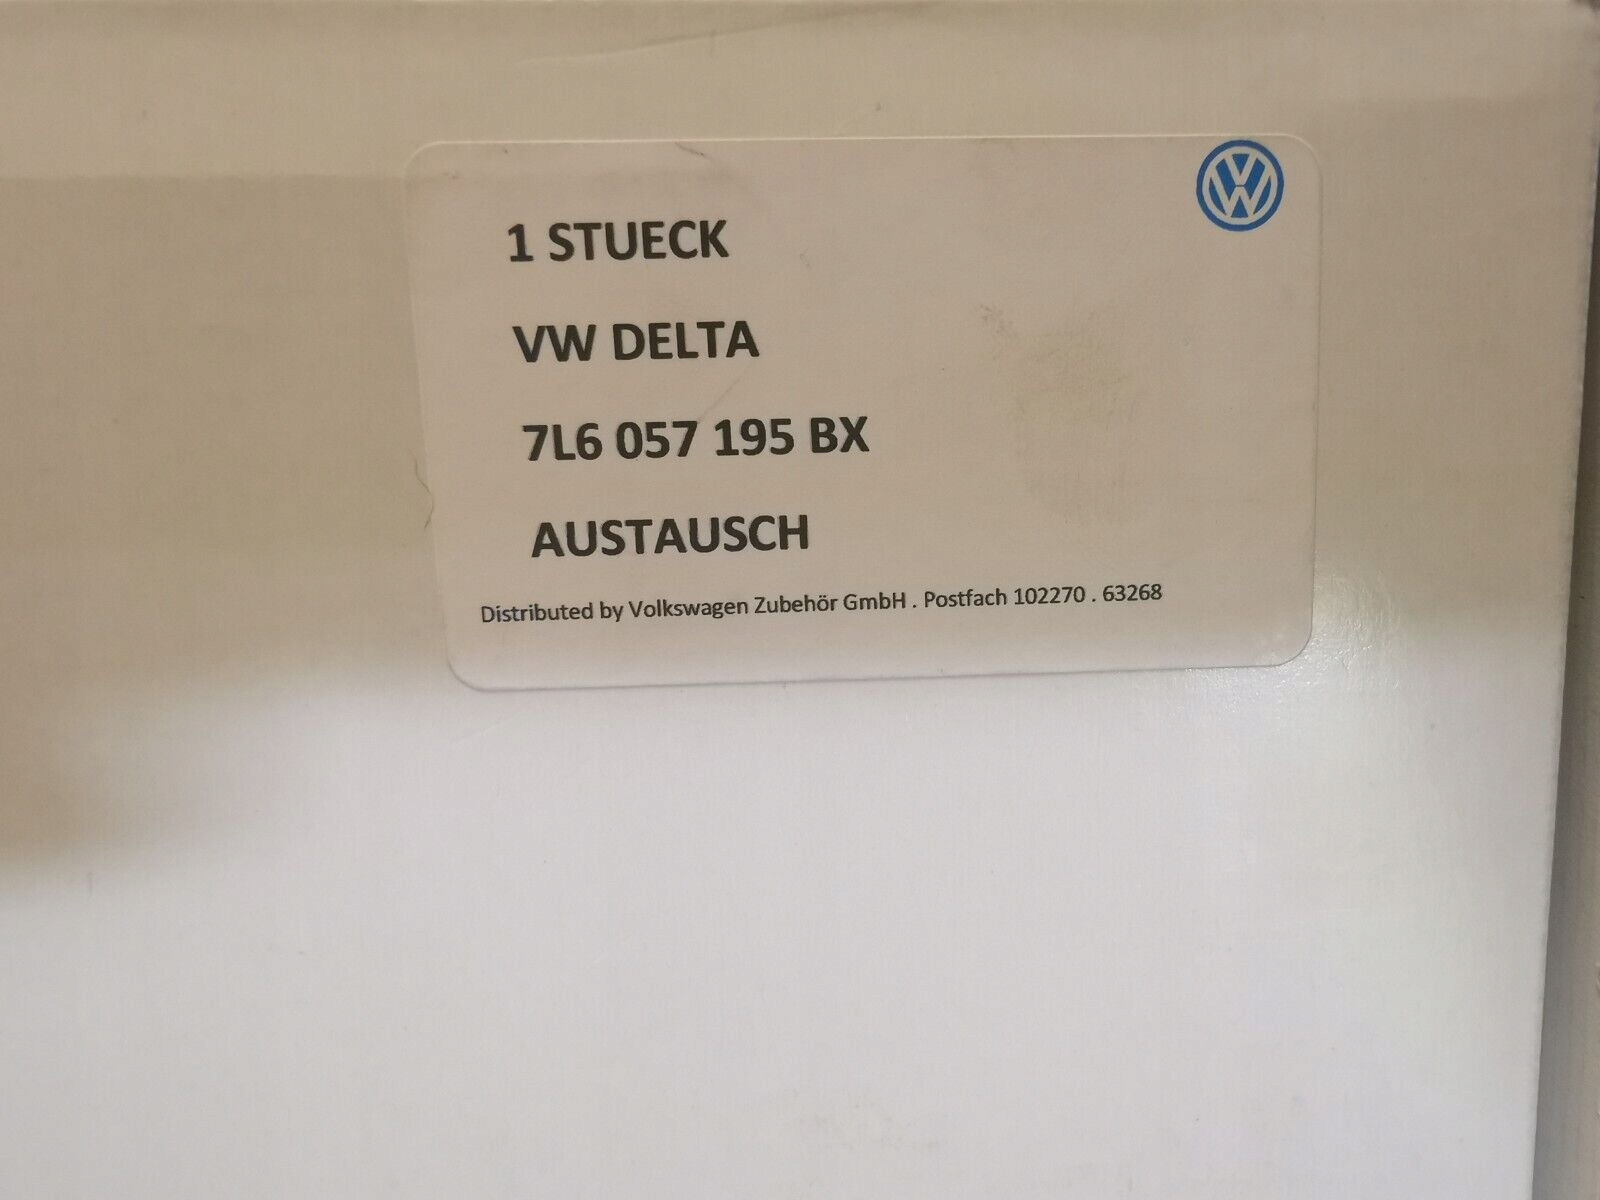 1 STUECK
VW DELTA
7L6 057 195 BX
AUSTAUSCH
Distributed by Volkswagen Zubehör GmbH . Postfach 102270 . 63268